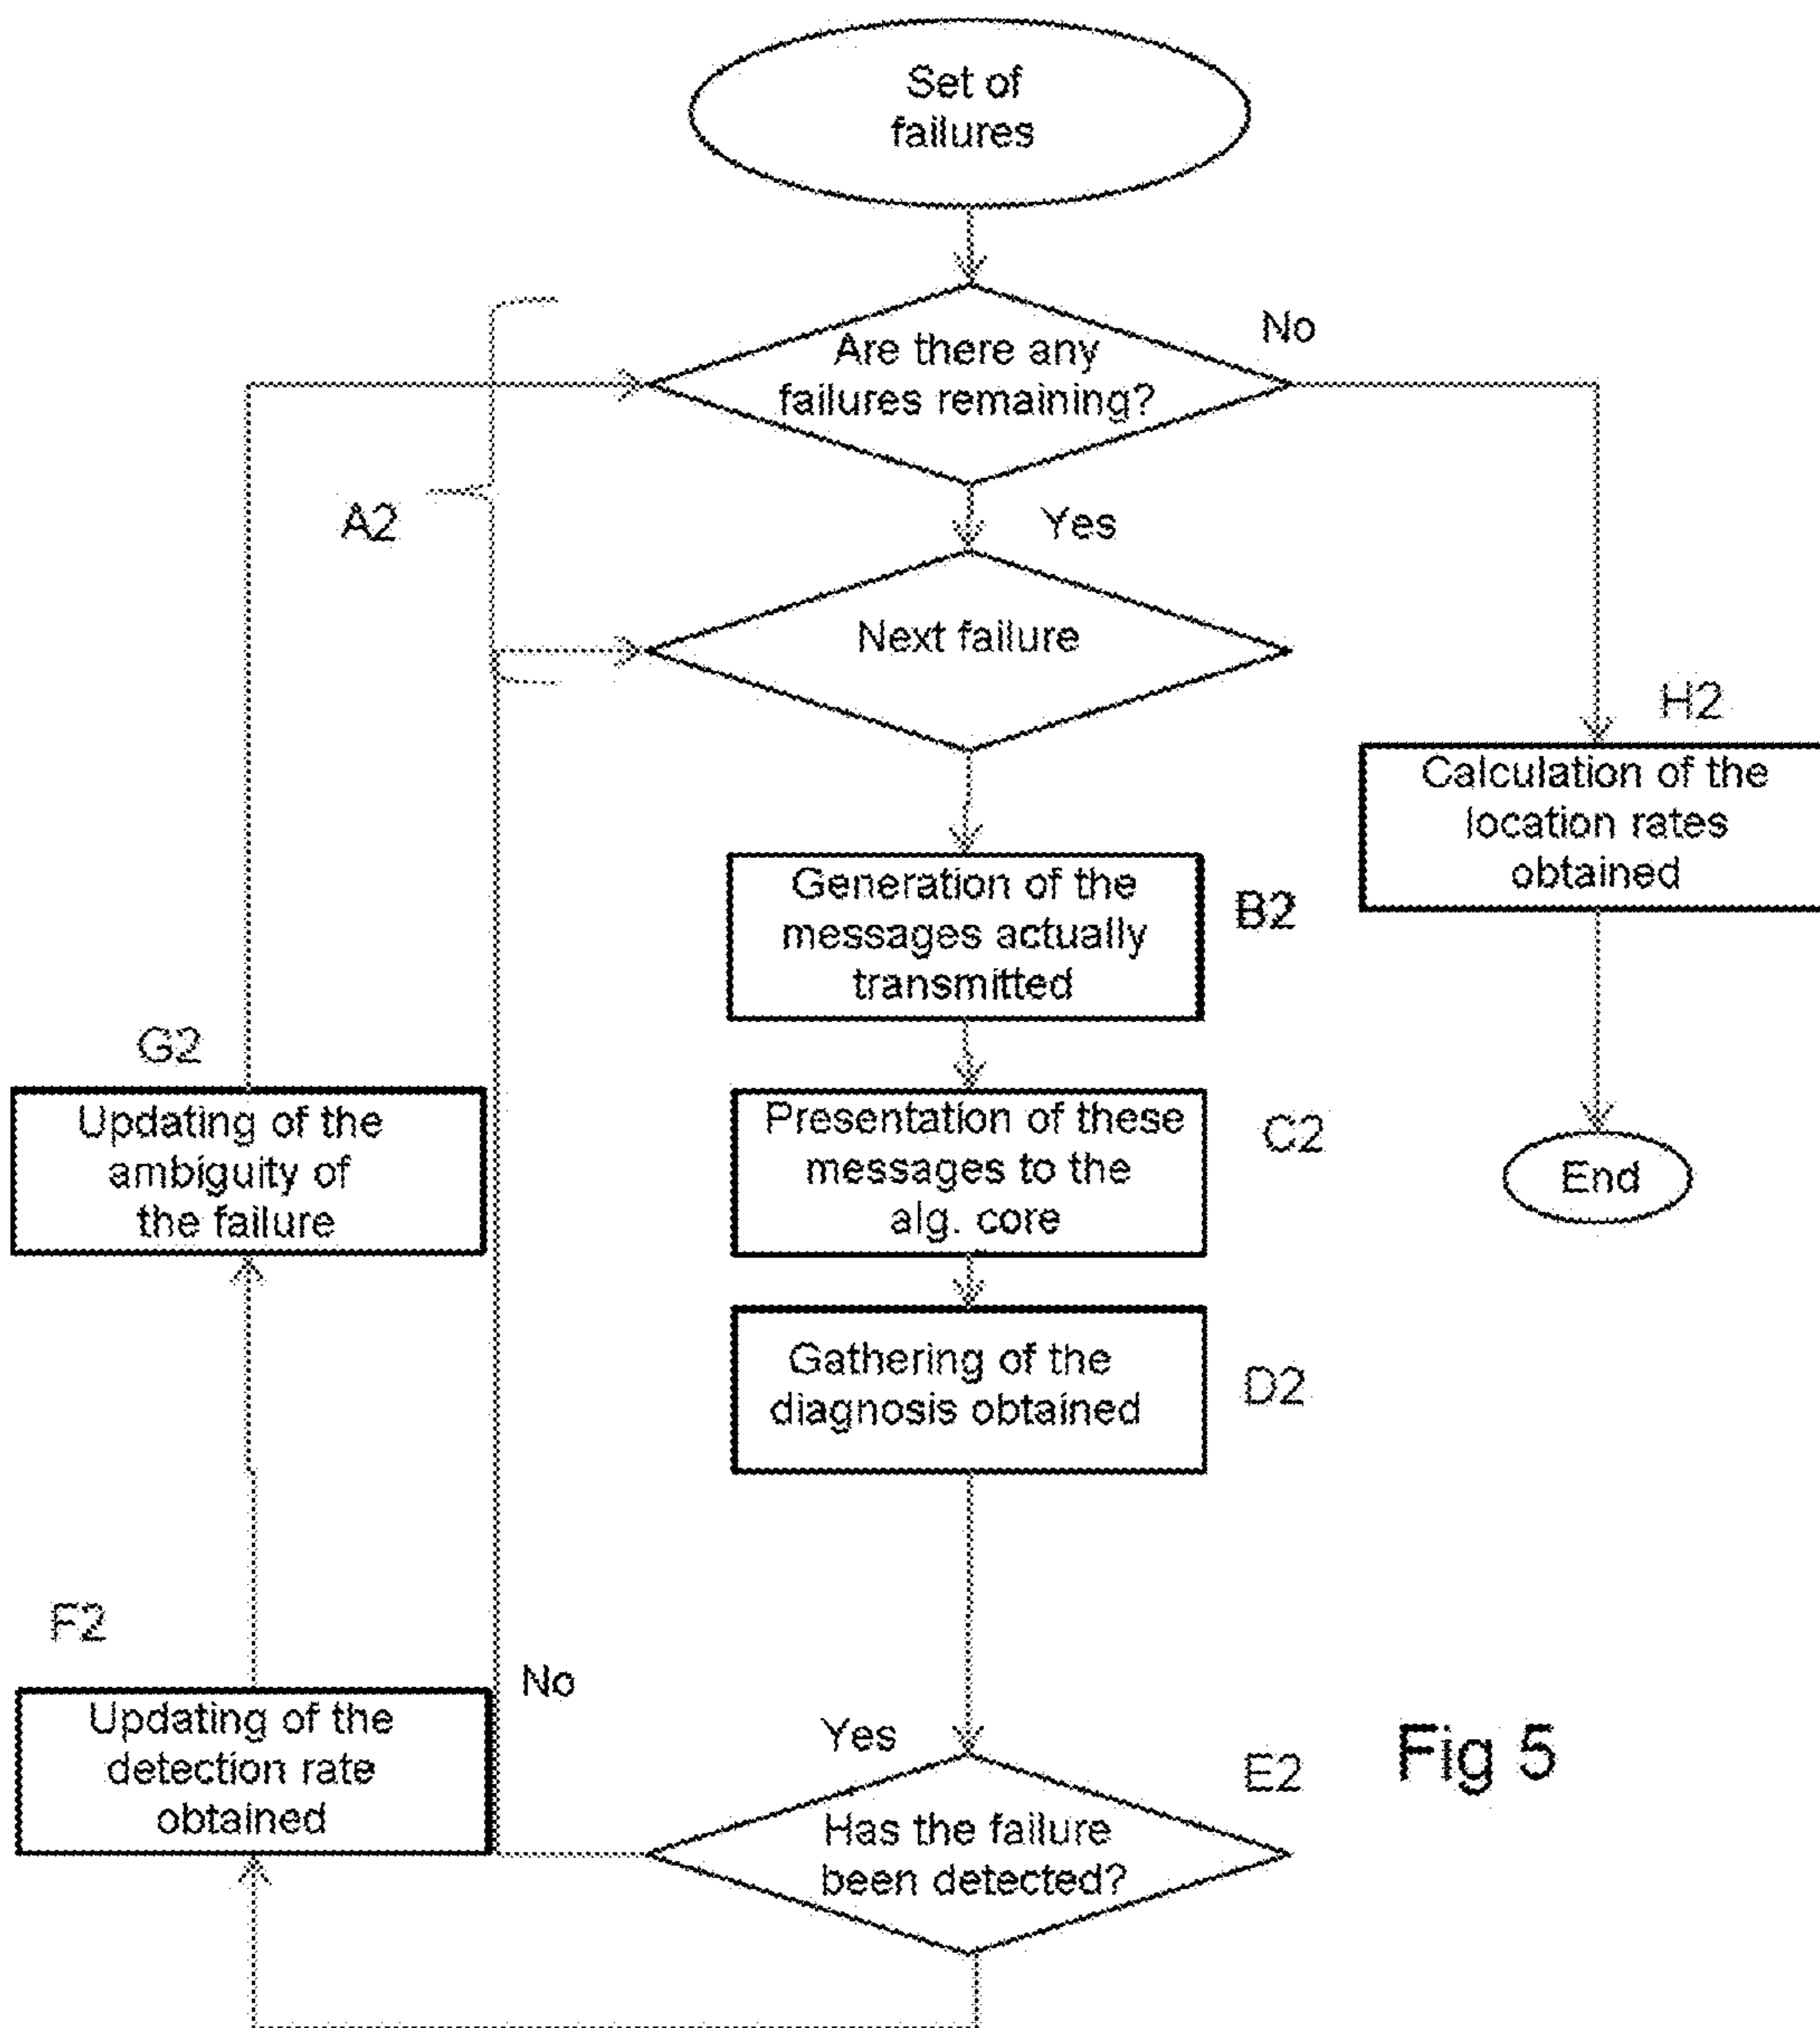 Set of
failures
Are there any
failures remaining?
No
A2
Yes
Next failure
H2
Calculation of the
location rates
obtained
Generation of the
messages actually
transmitted
B2
G2
Updating of the
ambiguity of
the failure
Presentation of these
messages to the
alg. core
C2
End
Gathering of the
diagnosis obtained
D2
F2
Updating of the
detection rate
obtained
No
Yes
E2
Has the failure
been detected?
Fig 5